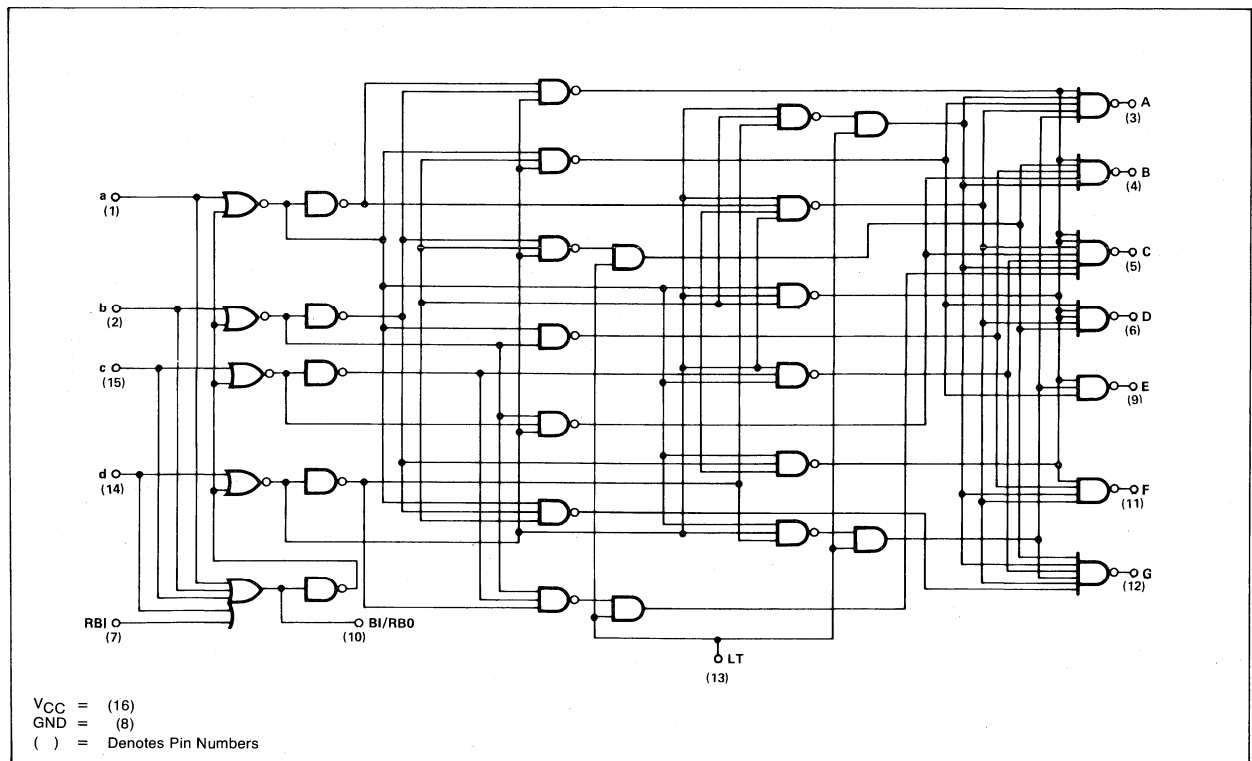 A
(3)
B
(4)
a
(1)
C
(5)
b
(2)
D
(6)
c
(15)
E
(9)
d
(14)
F
(11)
G
(12)
RBI
(7)
BI/RBO
(10)
LT
(13)
VCC = (16)
GND = (8)
( ) = Denotes Pin Numbers